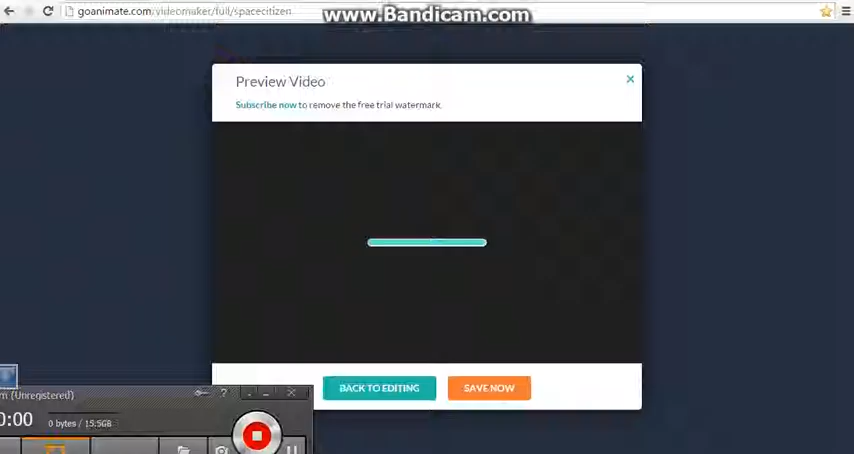 goanimate.com/videomaker/full/spacecitizen
www.Bandicam.com
Preview Video
Subscribe now to remove the free trial watermark.
BACK TO EDITING
SAVE NOW
m (Unregistered)
0:00
0 bytes / 15.5GB